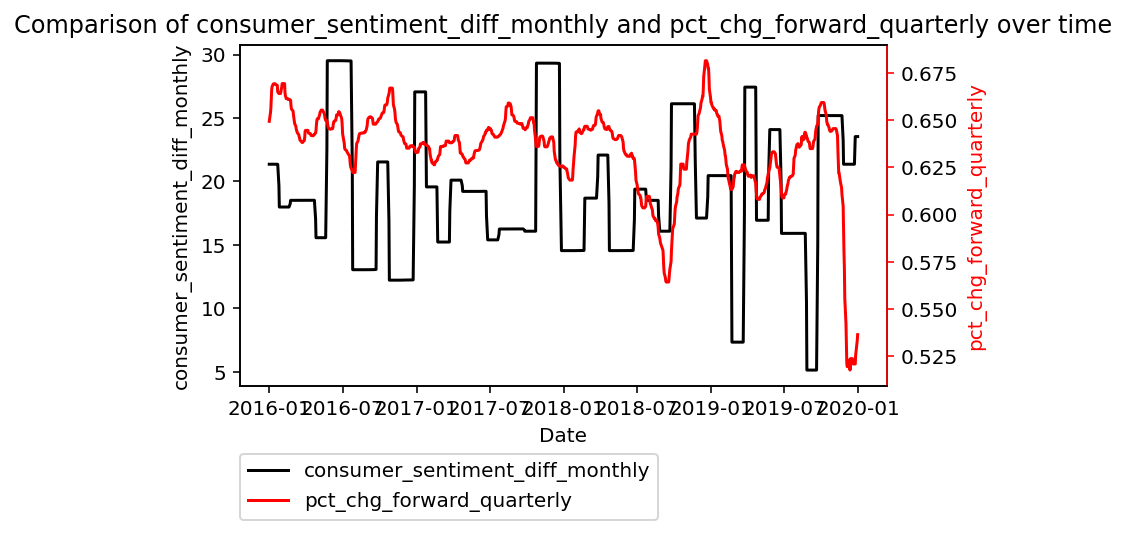 Comparison of consumer_sentiment_diff_monthly and pct_chg_forward_quarterly over time
consumer_sentiment_diff_monthly
30
25
20
15
10
5
0.675
0.650
0.625
0.600
0.575
0.550
0.525
pct_chg_forward_quarterly
2016-01 2016-07 2017-01 2017-07 2018-01 2018-07 2019-01 2019-07 2020-01
Date
consumer_sentiment_diff_monthly
pct_chg_forward_quarterly